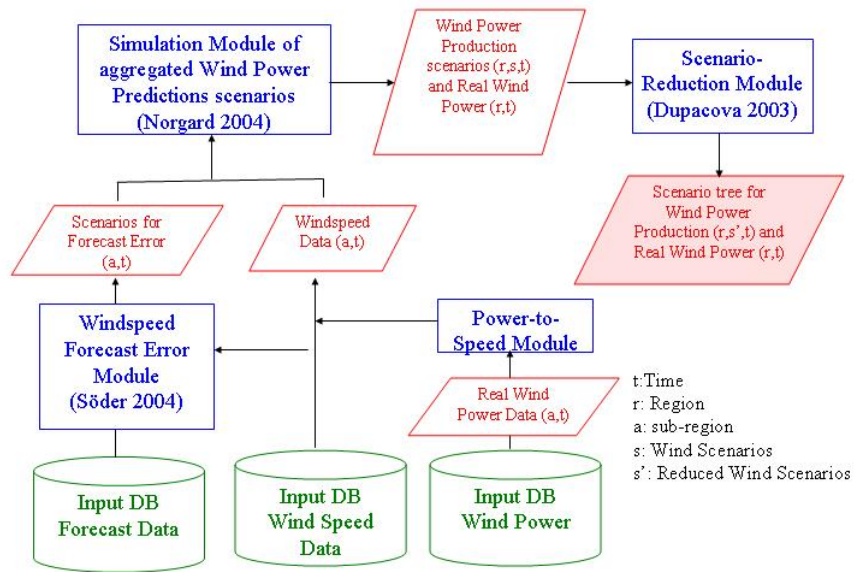 Simulation Module of
aggregated Wind Power
Predictions scenarios
(Norgard 2004)
Wind Power
Production
scenarios (r,s,t)
and Real Wind
Power (r,t)
Scenario-
Reduction Module
(Dupacova 2003)
Scenarios for
Forecast Error
(a,t)
Windspeed
Data (a,t)
Scenario tree for
Wind Power
Production (r,s’,t) and
Real Wind Power (r,t)
Windspeed
Forecast Error
Module
(Söder 2004)
Power-to-
Speed Module
Real Wind
Power Data (a,t)
t:Time
r: Region
a: sub-region
s: Wind Scenarios
s’: Reduced Wind Scenarios
Input DB
Forecast Data
Input DB
Wind Speed
Data
Input DB
Wind Power